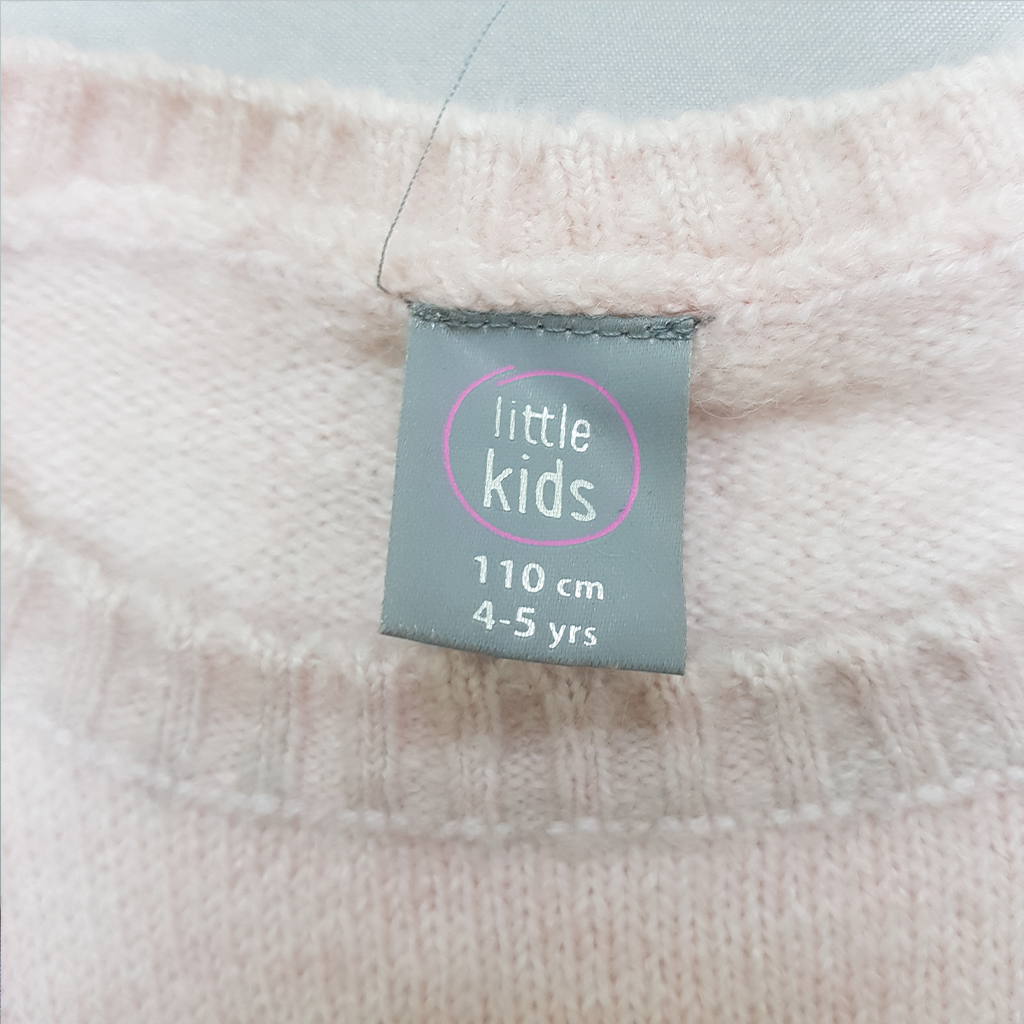 little
kids
110 cm
4-5 yrs